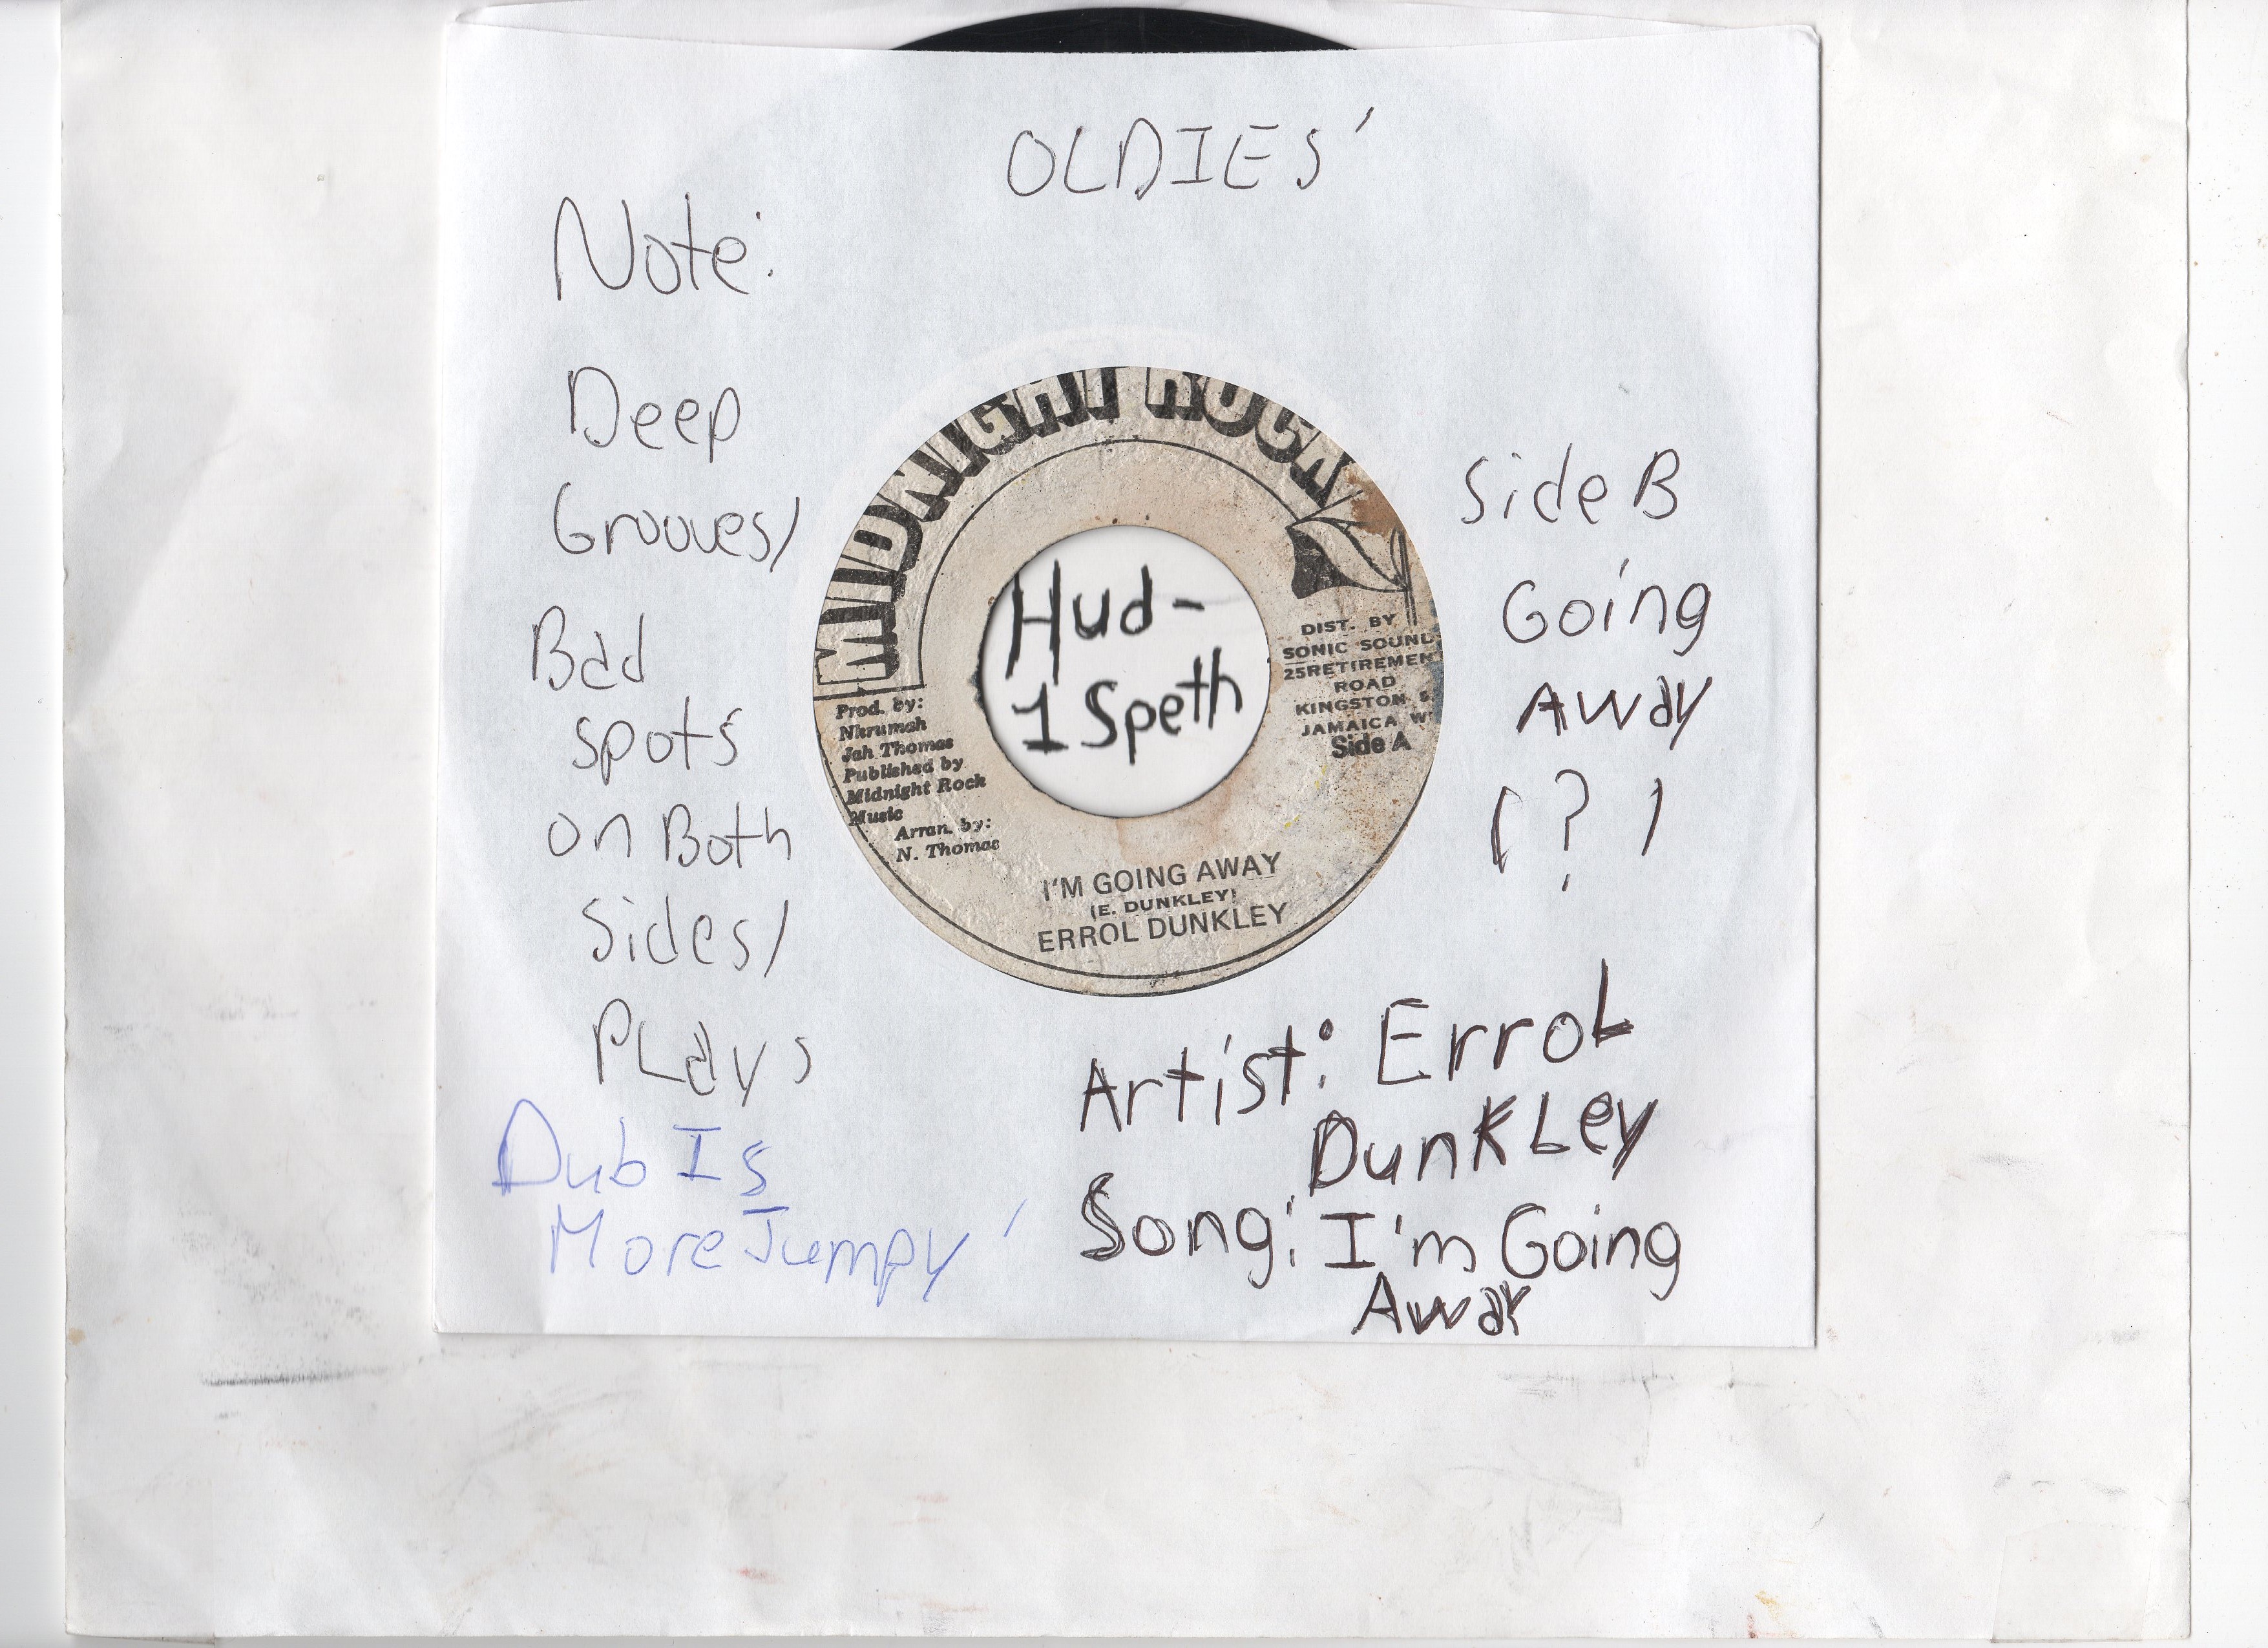 OLDIES'
Note:
Deep
Grooves/
Bad
spots
on Both
Sides/
PLays
Dub Is
More Jumpy'
MIDNIGHT ROCK
Prod. by:
Nkrumah
Jah Thomas
Published by
Midnight Rock
Music
Arran. by:
N. Thomas
Hud-
1 Speth
DIST. BY
SONIC SOUND
25RETIREMEN
ROAD
KINGSTON 5,
JAMAICA W
Side A
I'M GOING AWAY
(E. DUNKLEY)
ERROL DUNKLEY
Side B
Going
Away
(?)
Artist: ErroL
DunkLey
Song: I'm Going
Away